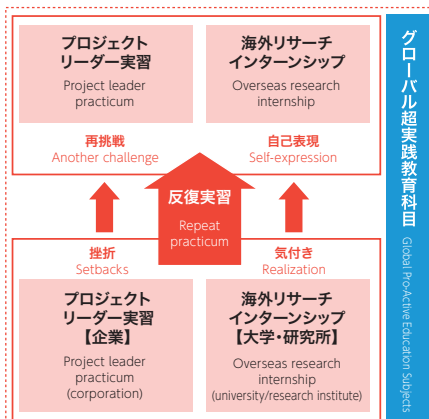 プロジェクト
リーダー実習
Project leader
practicum
海外リサーチ
インターンシップ
Overseas research
internship
再挑戦
Another challenge
自己表現
Self-expression
反復実習
Repeat
practicum
挫折
Setbacks
気付き
Realization
プロジェクト
リーダー実習
【企業】
Project leader
practicum
(corporation)
海外リサーチ
インターンシップ
【大学・研究所】
Overseas research
internship
(university/research institute)
グローバル超実践教育科目
Global Pro-Active Education Subjects